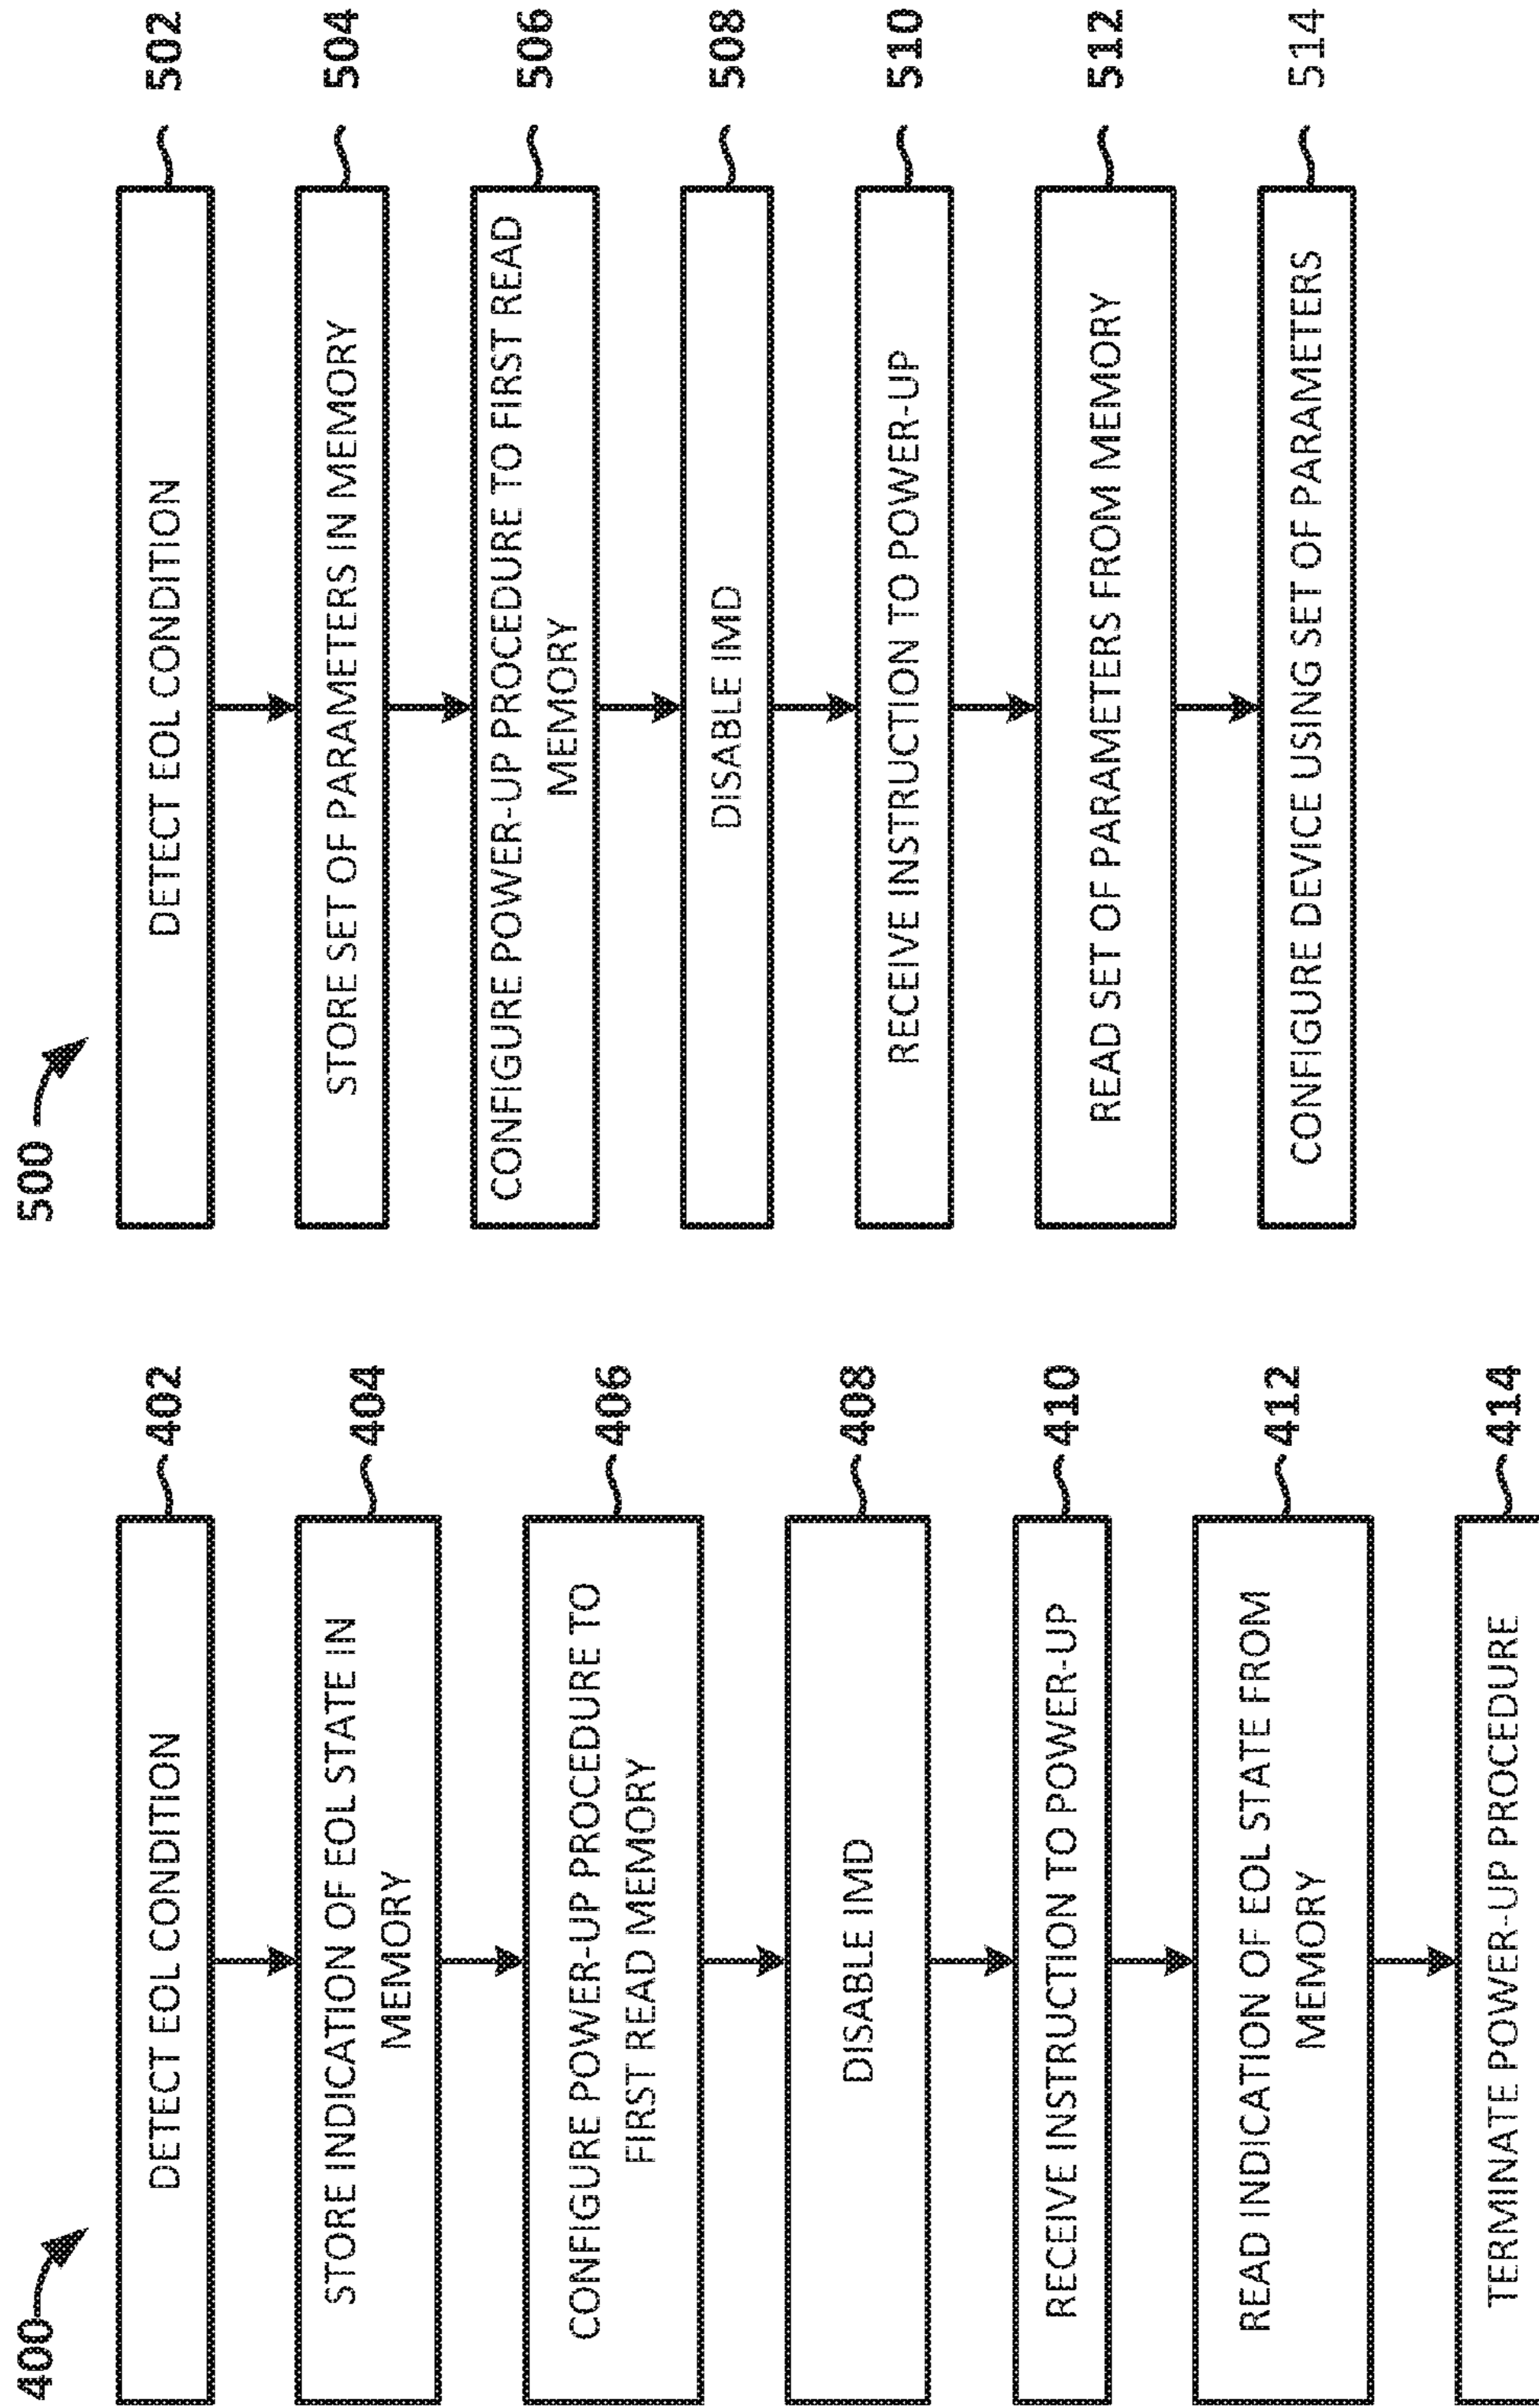 400
DETECT EOL CONDITION
402
STORE INDICATION OF EOL STATE IN
MEMORY
404
CONFIGURE POWER-UP PROCEDURE TO
FIRST READ MEMORY
406
DISABLE IMD
408
RECEIVE INSTRUCTION TO POWER-UP
410
READ INDICATION OF EOL STATE FROM
MEMORY
412
TERMINATE POWER-UP PROCEDURE
414
500
DETECT EOL CONDITION
502
STORE SET OF PARAMETERS IN MEMORY
504
CONFIGURE POWER-UP PROCEDURE TO FIRST READ
MEMORY
506
DISABLE IMD
508
RECEIVE INSTRUCTION TO POWER-UP
510
READ SET OF PARAMETERS FROM MEMORY
512
CONFIGURE DEVICE USING SET OF PARAMETERS
514